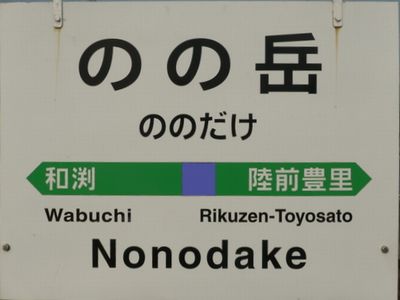 のの岳
ののだけ
和渕 陸前豊里
Wabuchi Rikuzen-Toyosato
Nonodake